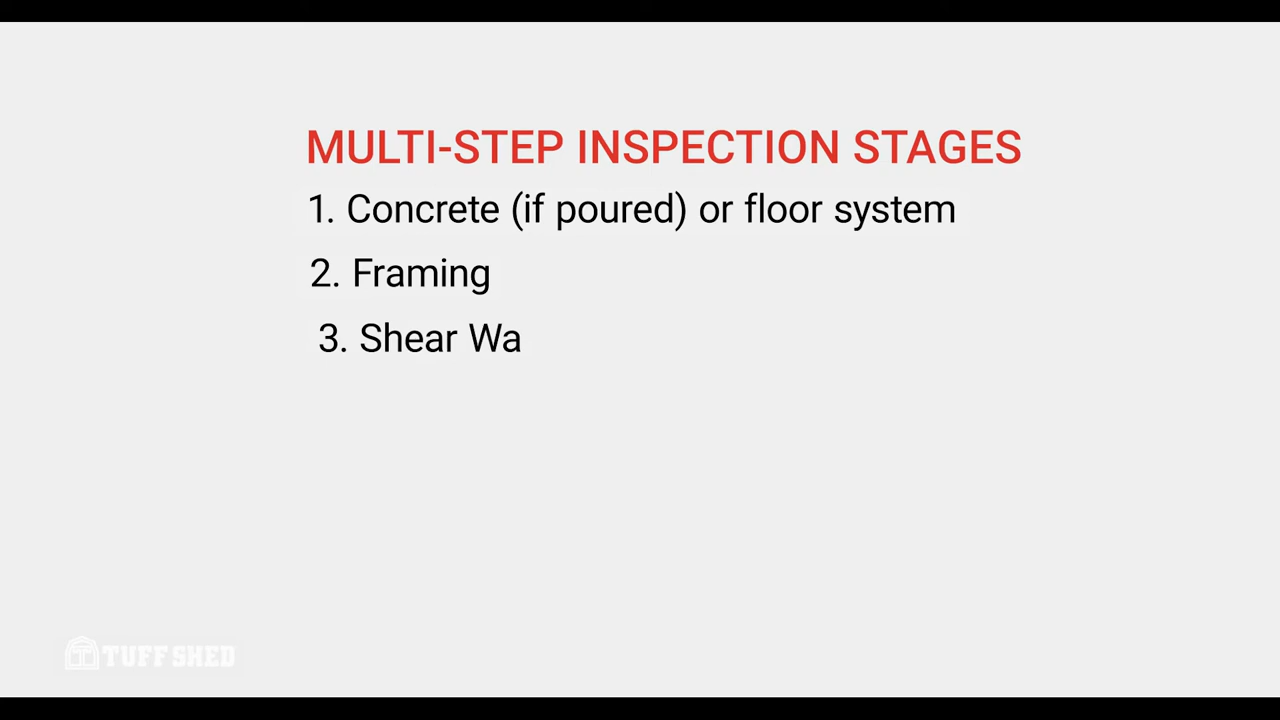 MULTI-STEP INSPECTION STAGES
1. Concrete (if poured) or floor system
2. Framing
3. Shear Wa
TUFF SHED